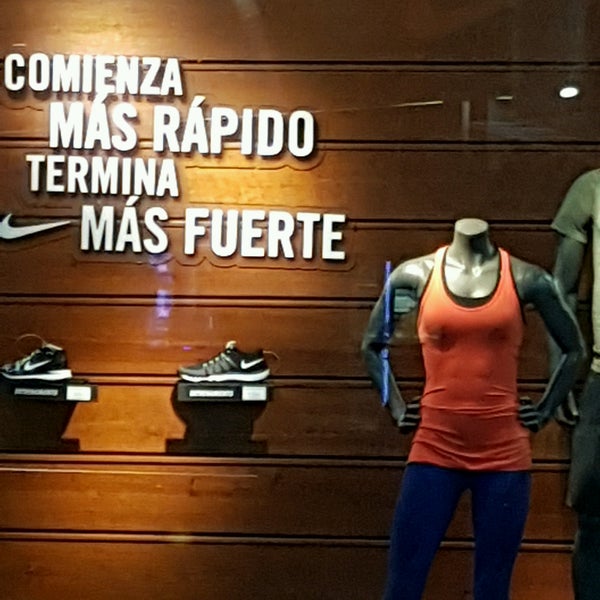 COMIENZA
MÁS RÁPIDO
TERMINA
MÁS FUERTE